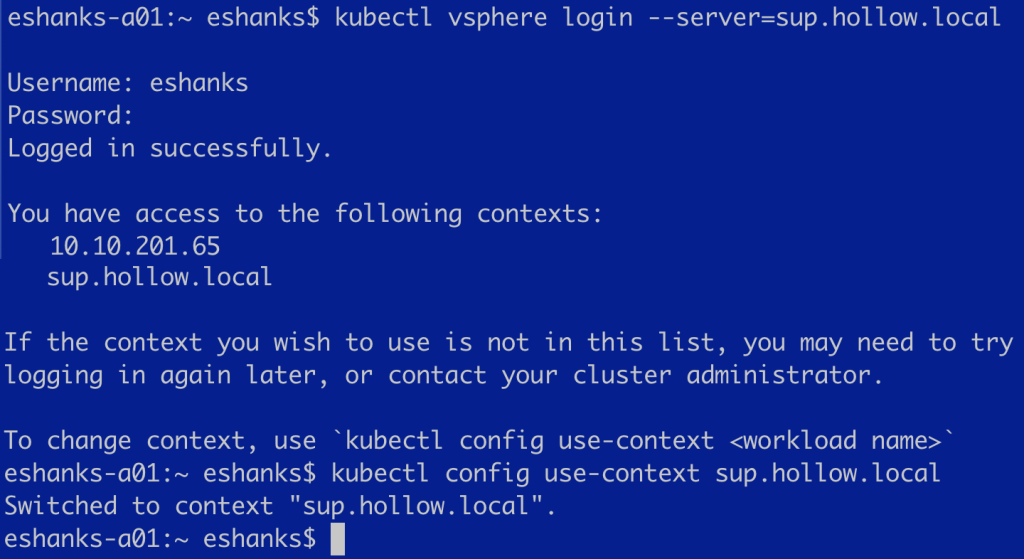 eshanks-a01:~ eshanks$ kubectl vsphere login --server=sup.hollow.local
Username: eshanks
Password:
Logged in successfully.
You have access to the following contexts:
10.10.201.65
sup.hollow.local
If the context you wish to use is not in this list, you may need to try
logging in again later, or contact your cluster administrator.
To change context, use `kubectl config use-context <workload name>`
eshanks-a01:~ eshanks$ kubectl config use-context sup.hollow.local
Switched to context "sup.hollow.local".
eshanks-a01:~ eshanks$